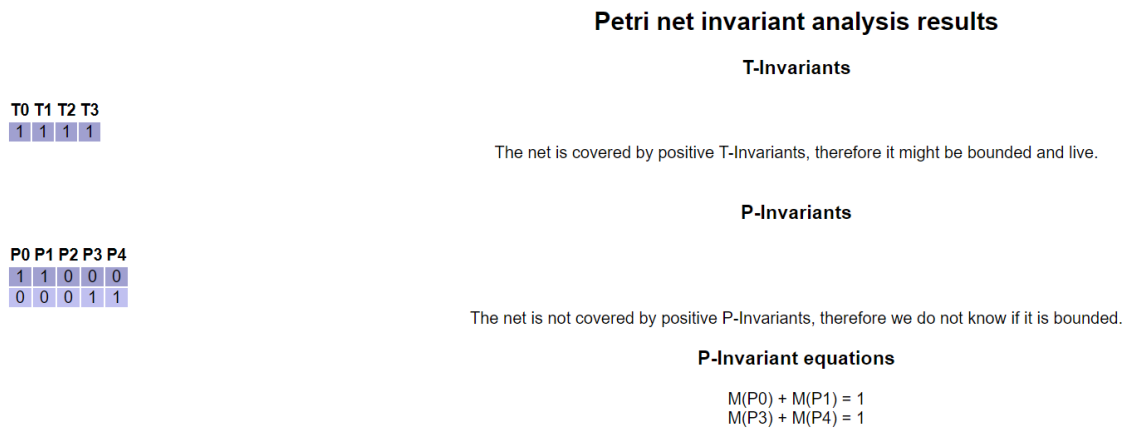 Petri net invariant analysis results
T-Invariants
T0 T1 T2 T3
1 1 1 1
The net is covered by positive T-Invariants, therefore it might be bounded and live.
P-Invariants
P0 P1 P2 P3 P4
1 1 0 0 0
0 0 0 1 1
The net is not covered by positive P-Invariants, therefore we do not know if it is bounded.
P-Invariant equations
M(P0) + M(P1) = 1
M(P3) + M(P4) = 1